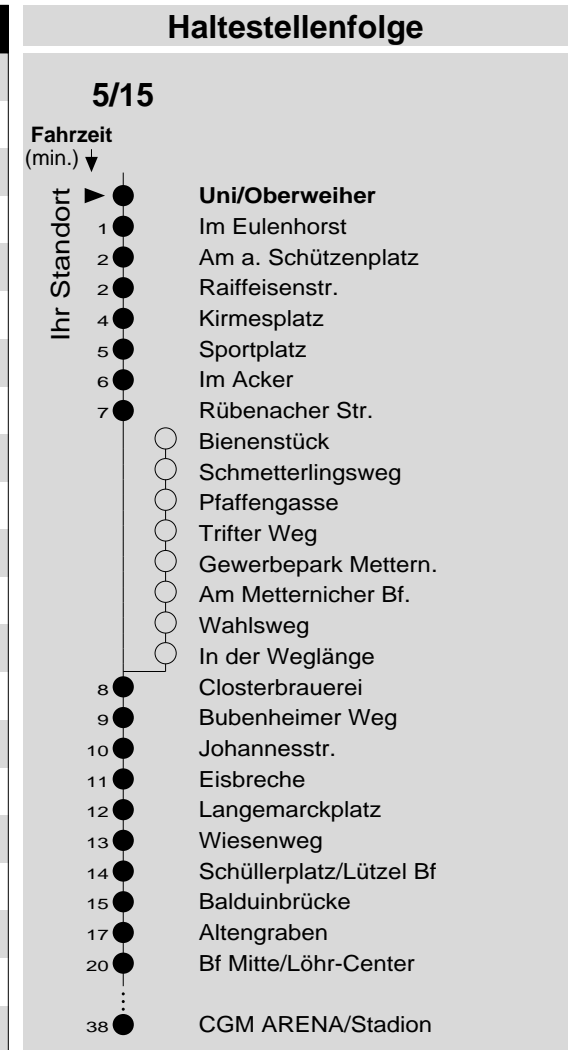 Haltestellenfolge
5/15
Fahrzeit
(min.)
Ihr Standort
Uni/Oberweiher
1 Im Eulenhorst
2 Am a. Schützenplatz
2 Raiffeisenstr.
4 Kirmesplatz
5 Sportplatz
6 Im Acker
7 Rübenacher Str.
Bienenstück
Schmetterlingsweg
Pfaffengasse
Trifter Weg
Gewerbepark Mettern.
Am Metternicher Bf.
Wahlsweg
In der Weglänge
8 Closterbrauerei
9 Bubenheimer Weg
10 Johannesstr.
11 Eisbreche
12 Langemarckplatz
13 Wiesenweg
14 Schüllerplatz/Lützel Bf
15 Balduinbrücke
17 Altengraben
20 Bf Mitte/Löhr-Center
38 CGM ARENA/Stadion